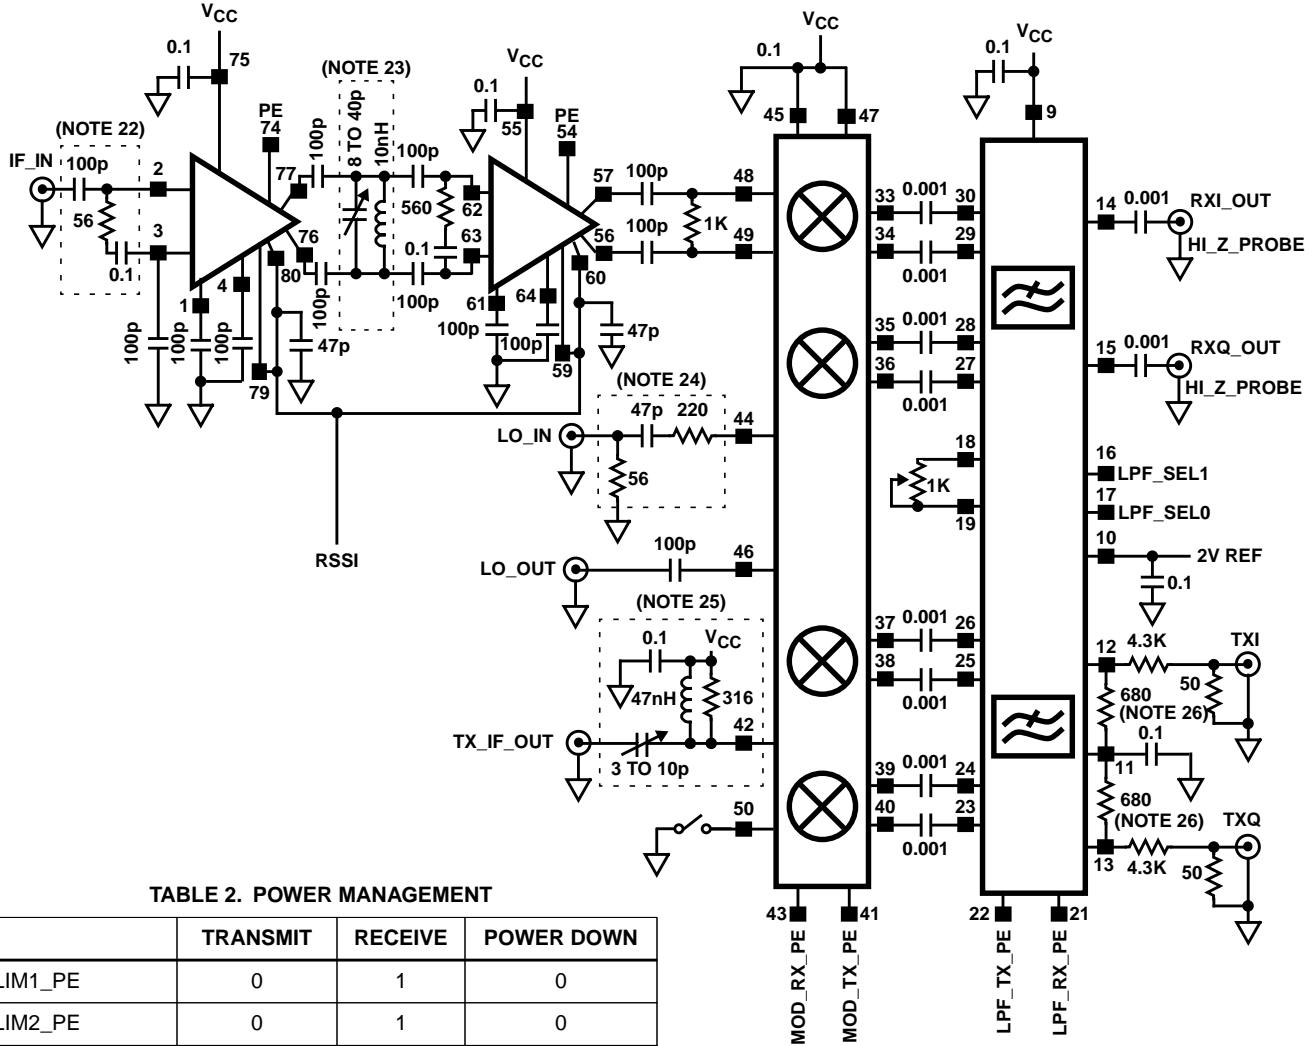 VCC
0.1
75
(NOTE 22)
IF_IN
100p
2
56
3
0.1
PE
74
77
76
80
1
4
79
100p
100p
100p
47p
(NOTE 23)
100p
8 TO 40p
10nH
100p
100p
560
0.1
100p
62
63
VCC
0.1
55
PE
54
57
56
60
61
64
59
100p
100p
47p
100p
100p
1K
48
49
RSSI
(NOTE 24)
LO_IN
47p
220
44
56
LO_OUT
100p
46
(NOTE 25)
0.1
VCC
47nH
316
42
TX_IF_OUT
3 TO 10p
50
VCC
0.1
45
47
33
0.001
30
34
29
0.001
35
0.001
28
36
27
0.001
37
0.001
26
38
25
0.001
39
0.001
24
40
23
0.001
43
41
MOD_RX_PE
MOD_TX_PE
VCC
0.1
9
14
0.001
RXI_OUT
HI_Z_PROBE
15
0.001
RXQ_OUT
HI_Z_PROBE
18
1K
19
16
LPF_SEL1
17
LPF_SEL0
10
2V REF
0.1
12
4.3K
TXI
50
680
(NOTE 26)
0.1
11
680
(NOTE 26)
TXQ
13
4.3K
50
22
21
LPF_TX_PE
LPF_RX_PE
TABLE 2. POWER MANAGEMENT
TRANSMIT RECEIVE POWER DOWN
LIM1_PE 0 1 0
LIM2_PE 0 1 0